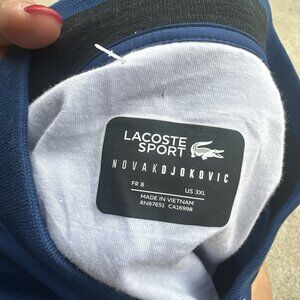 LACOSTE
SPORT
NOVAKDJOKOVIC
FR 8 US 3XL
MADE IN VIETNAM
RN87651 CA16998